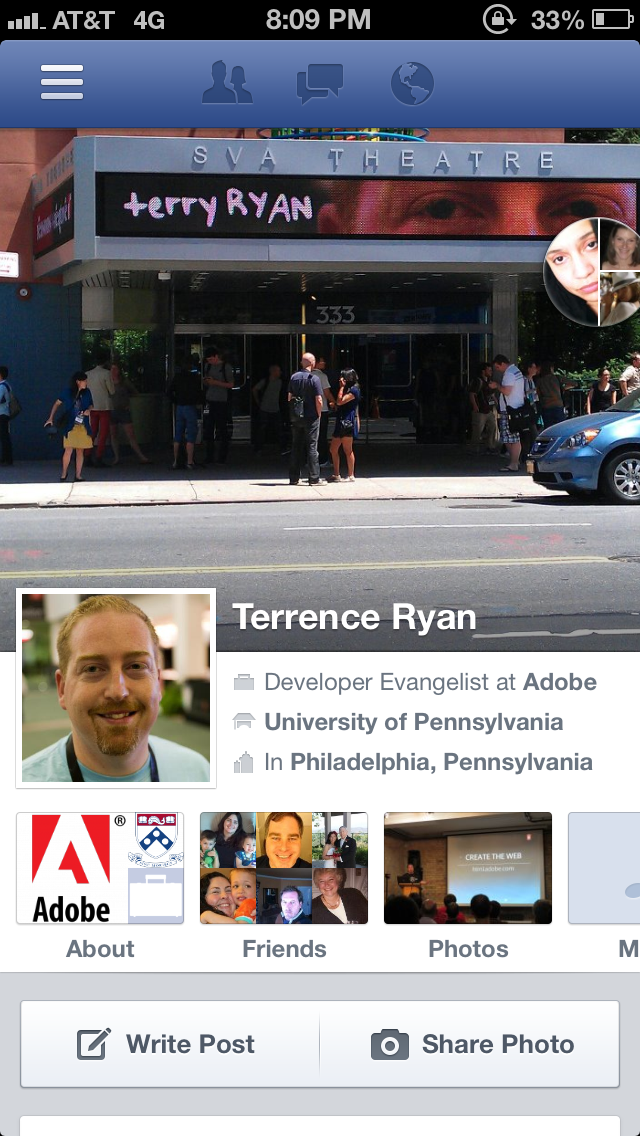 AT&T 4G 8:09 PM 33%
SVA THEATRE
terry RYAN
333
Terrence Ryan
Developer Evangelist at Adobe
University of Pennsylvania
In Philadelphia, Pennsylvania
Adobe
®
CREATE THE WEB
About
Friends
Photos
M
Write Post
Share Photo